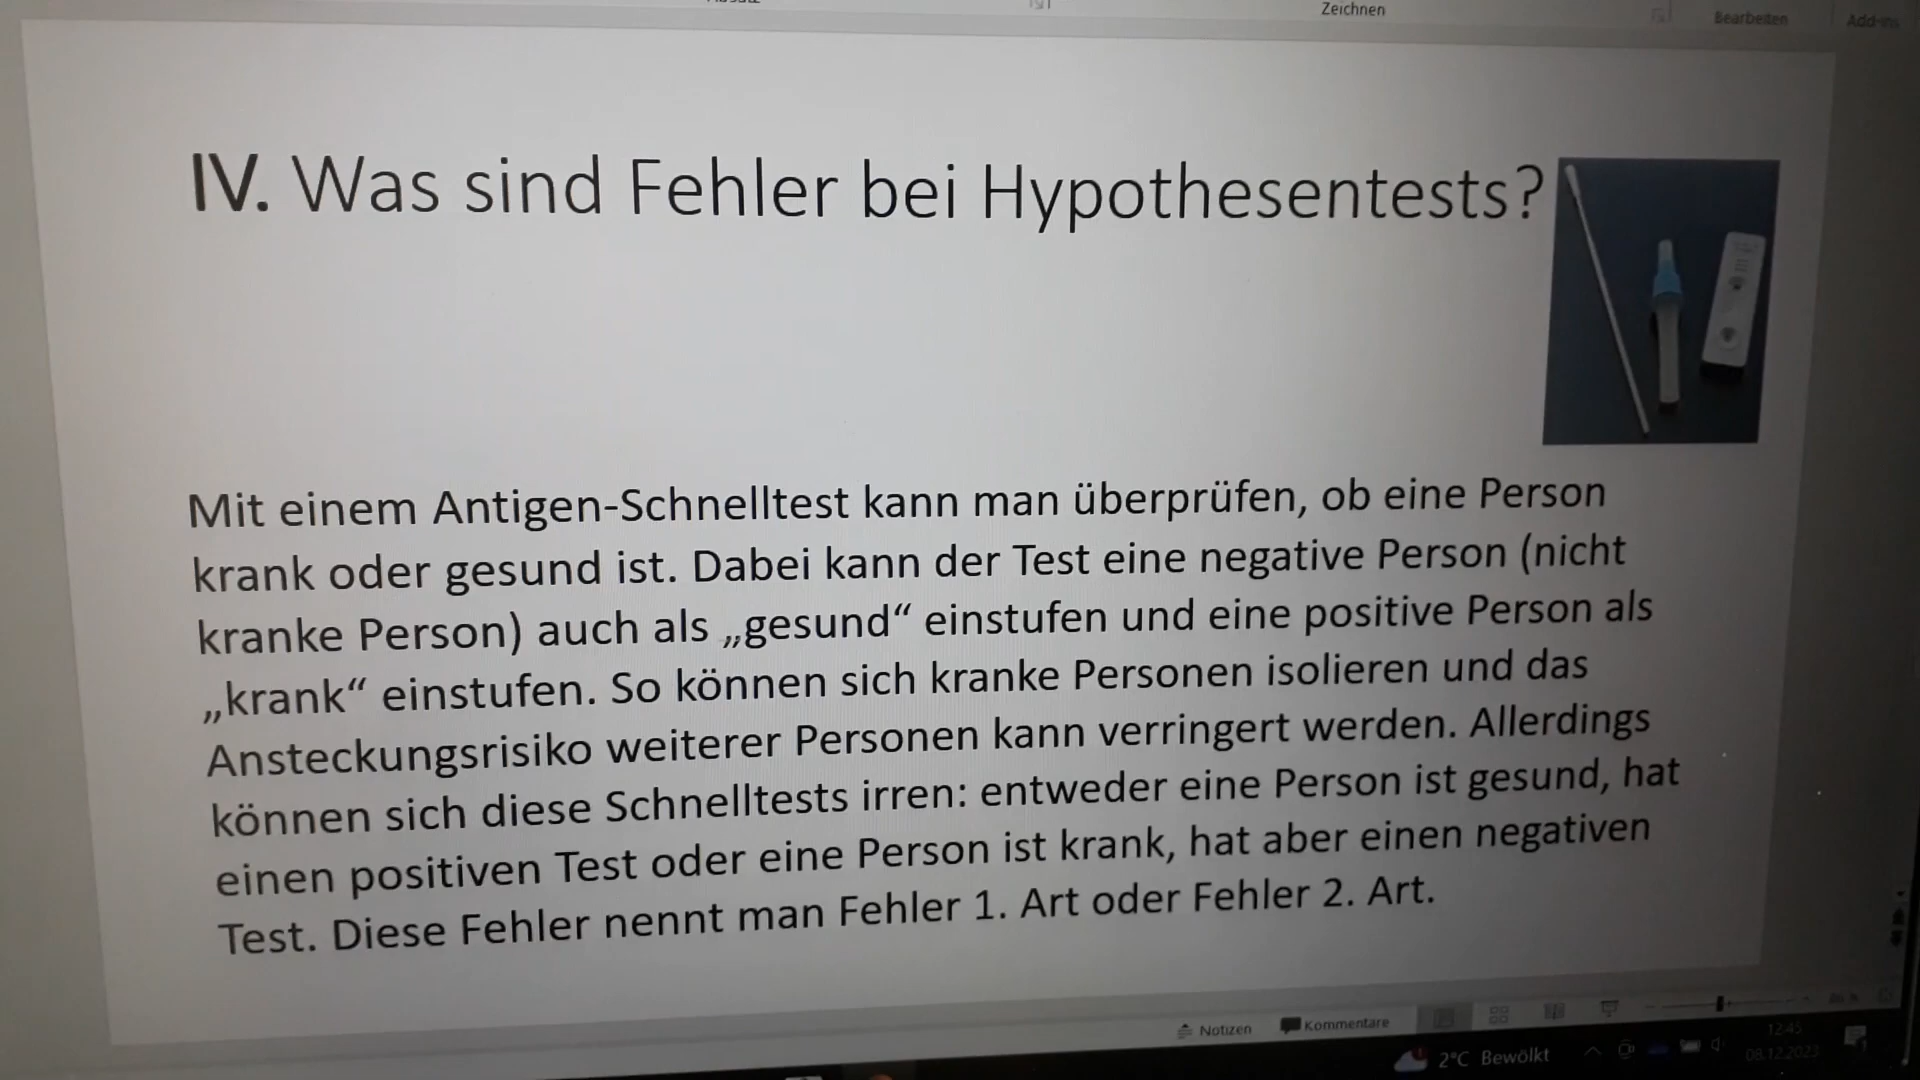 Zeichnen
Bearbeiten
Add-ins
IV. Was sind Fehler bei Hypothesentests?
Mit einem Antigen-Schnelltest kann man überprüfen, ob eine Person
krank oder gesund ist. Dabei kann der Test eine negative Person (nicht
kranke Person) auch als „gesund“ einstufen und eine positive Person als
„krank“ einstufen. So können sich kranke Personen isolieren und das
Ansteckungsrisiko weiterer Personen kann verringert werden. Allerdings
können sich diese Schnelltests irren: entweder eine Person ist gesund, hat
einen positiven Test oder eine Person ist krank, hat aber einen negativen
Test. Diese Fehler nennt man Fehler 1. Art oder Fehler 2. Art.
Notizen
Kommentare
2°C Bewölkt
12:45
08.12.2023